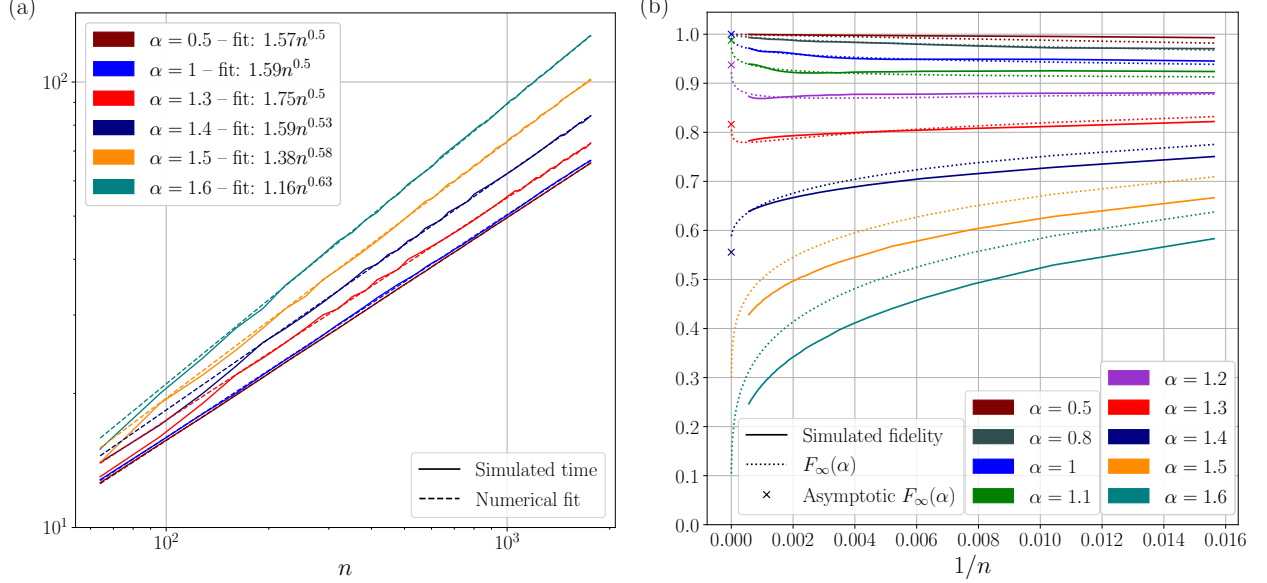 (a)
10^2
10^1
α = 0.5 – fit: 1.57n^0.5
α = 1 – fit: 1.59n^0.5
α = 1.3 – fit: 1.75n^0.5
α = 1.4 – fit: 1.59n^0.53
α = 1.5 – fit: 1.38n^0.58
α = 1.6 – fit: 1.16n^0.63
Simulated time
Numerical fit
10^2
10^3
n
(b)
1.0
0.9
0.8
0.7
0.6
0.5
0.4
0.3
0.2
0.1
0.0
Simulated fidelity
F∞(α)
Asymptotic F∞(α)
α = 0.5
α = 0.8
α = 1
α = 1.1
α = 1.2
α = 1.3
α = 1.4
α = 1.5
α = 1.6
0.000
0.002
0.004
0.006
0.008
0.010
0.012
0.014
0.016
1/n